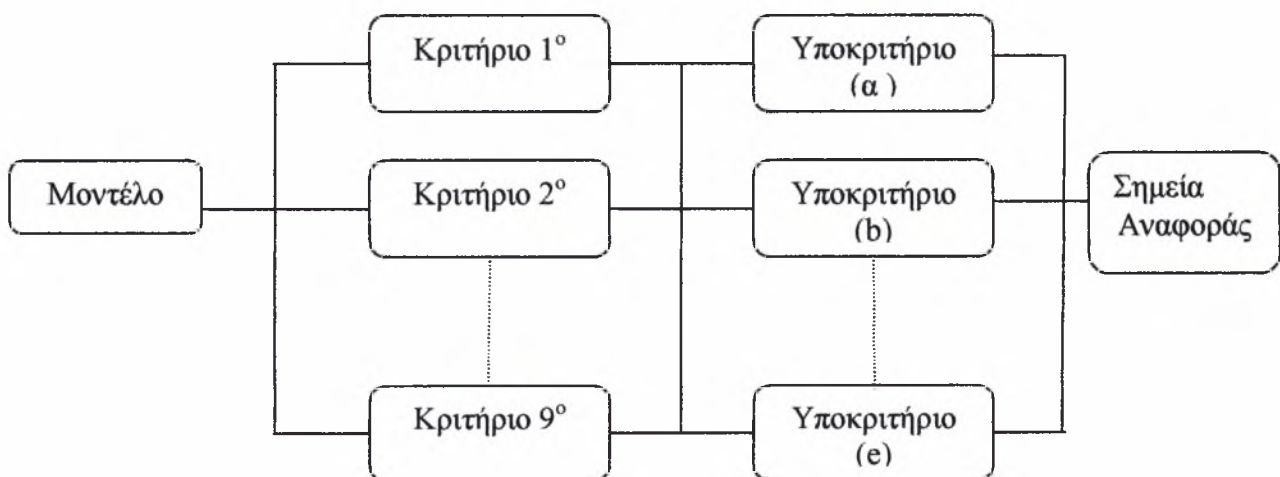 Μοντέλο
Κριτήριο 1ο
Κριτήριο 2ο
Κριτήριο 9ο
Υποκριτήριο
(α )
Υποκριτήριο
(b)
Υποκριτήριο
(e)
Σημεία
Αναφοράς